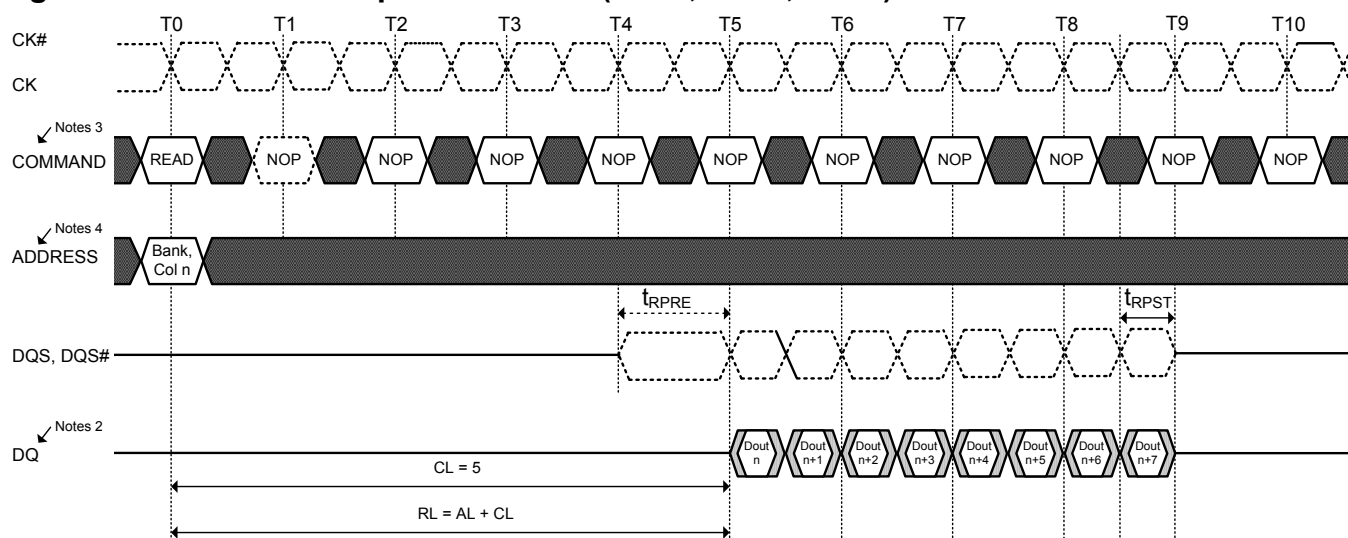 T0 T1 T2 T3 T4 T5 T6 T7 T8 T9 T10
CK#
CK
Notes 3
COMMAND READ NOP NOP NOP NOP NOP NOP NOP NOP NOP NOP
Notes 4
ADDRESS Bank,
Col n
tRPRE tRPST
DQS, DQS#
Notes 2
DQ
Dout Dout Dout Dout Dout Dout Dout Dout
n n+1 n+2 n+3 n+4 n+5 n+6 n+7
CL = 5
RL = AL + CL